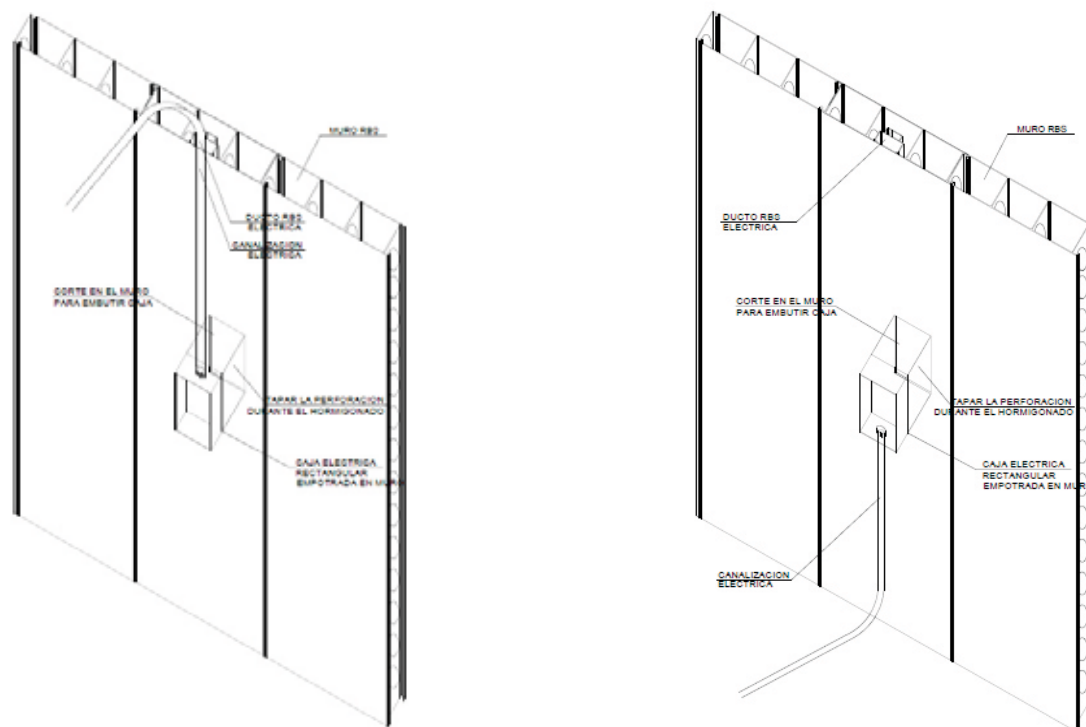 MURO RBS
DUCTO RBS
ELECTRICA
CANALIZACION
ELECTRICA
CORTE EN EL MURO
PARA EMBUTIR CAJA
TAPAR LA PERFORACION
DURANTE EL HORMIGONADO
CAJA ELECTRICA
RECTANGULAR
EMPOTRADA EN MURO
MURO RBS
DUCTO RBS
ELECTRICA
CORTE EN EL MURO
PARA EMBUTIR CAJA
TAPAR LA PERFORACION
DURANTE EL HORMIGONADO
CAJA ELECTRICA
RECTANGULAR
EMPOTRADA EN MUR
CANALIZACION
ELECTRICA